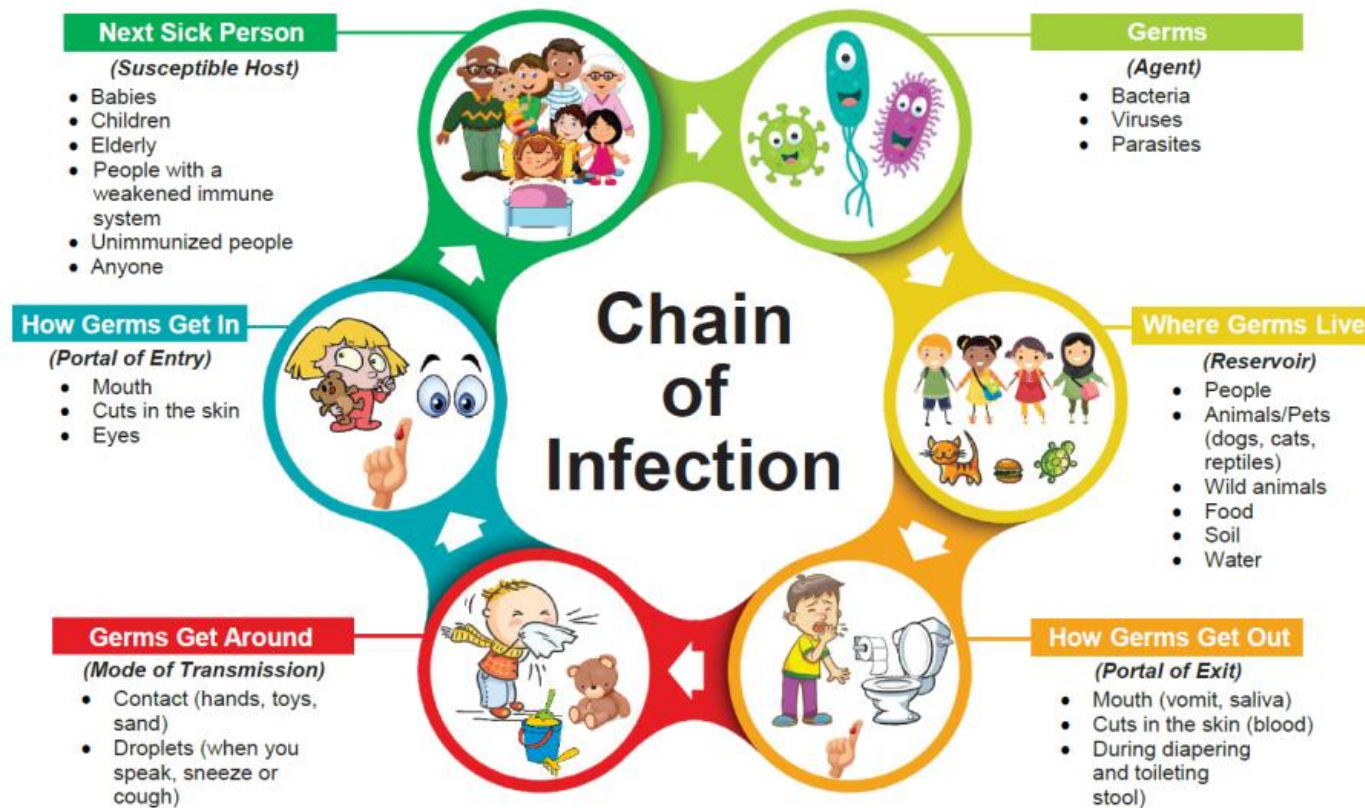 Next Sick Person
(Susceptible Host)
• Babies
• Children
• Elderly
• People with a
weakened immune
system
• Unimmunized people
• Anyone
Germs
(Agent)
• Bacteria
• Viruses
• Parasites
Chain
of
Infection
How Germs Get In
(Portal of Entry)
• Mouth
• Cuts in the skin
• Eyes
Where Germs Live
(Reservoir)
• People
• Animals/Pets
(dogs, cats,
reptiles)
• Wild animals
• Food
• Soil
• Water
Germs Get Around
(Mode of Transmission)
• Contact (hands, toys,
sand)
• Droplets (when you
speak, sneeze or
cough)
How Germs Get Out
(Portal of Exit)
• Mouth (vomit, saliva)
• Cuts in the skin (blood)
• During diapering
and toileting
stool)